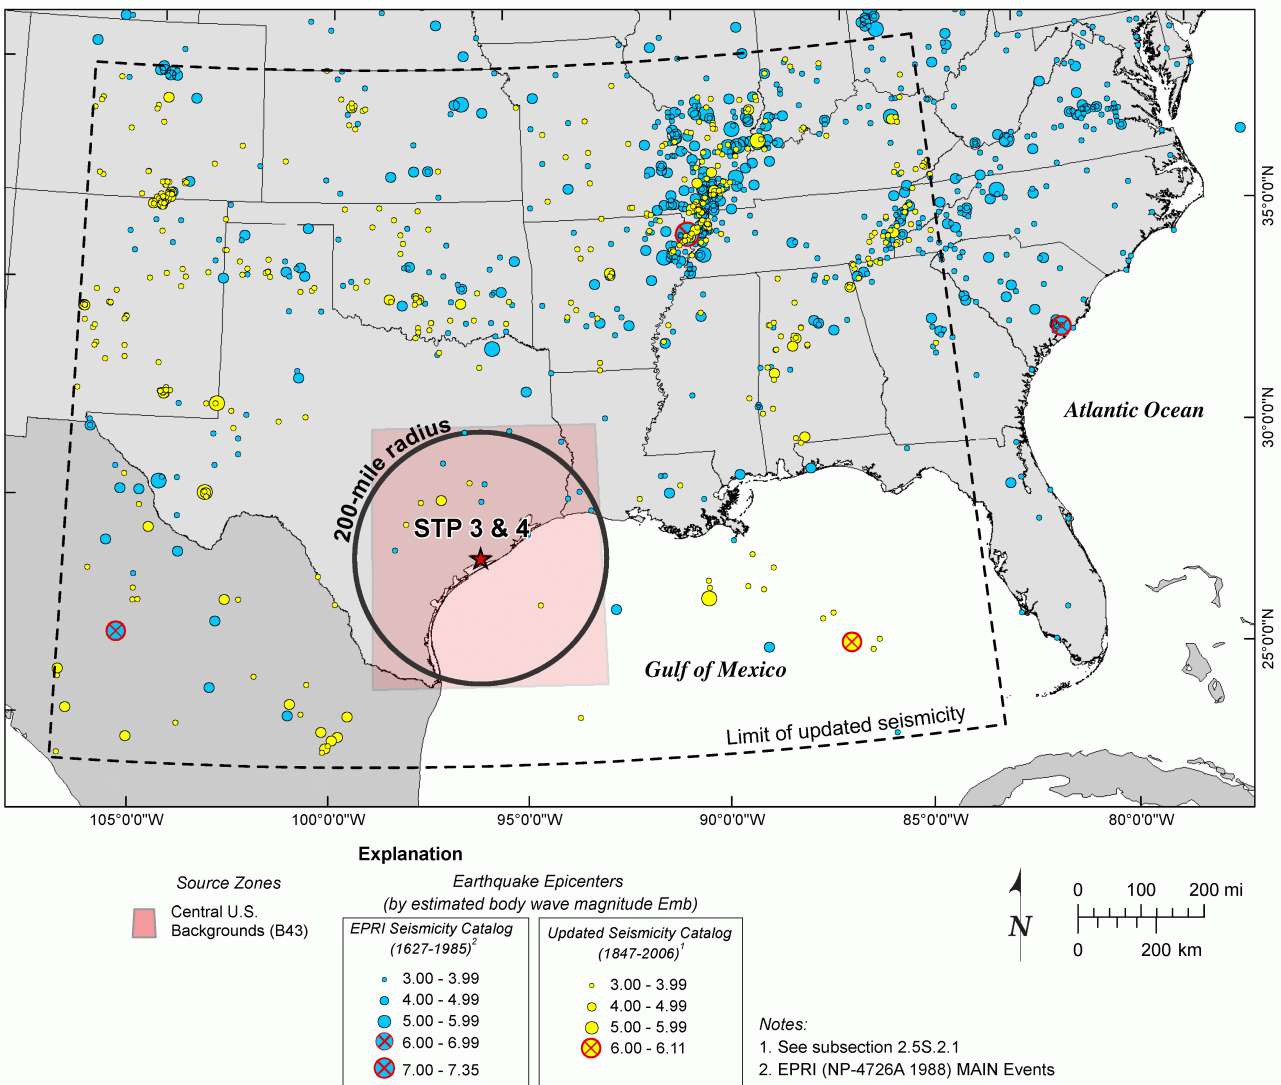 35°0'0"N
30°0'0"N
25°0'0"N
Atlantic Ocean
200-mile radius
STP 3 & 4
Gulf of Mexico
Limit of updated seismicity
105°0'0"W
100°0'0"W
95°0'0"W
90°0'0"W
85°0'0"W
80°0'0"W
Explanation
Source Zones
Central U.S.
Backgrounds (B43)
Earthquake Epicenters
(by estimated body wave magnitude Emb)
EPRI Seismicity Catalog
(1627-1985)2
3.00 - 3.99
4.00 - 4.99
5.00 - 5.99
6.00 - 6.99
7.00 - 7.35
Updated Seismicity Catalog
(1847-2006)1
3.00 - 3.99
4.00 - 4.99
5.00 - 5.99
6.00 - 6.11
N
0 100 200 mi
0 200 km
Notes:
1. See subsection 2.5S.2.1
2. EPRI (NP-4726A 1988) MAIN Events